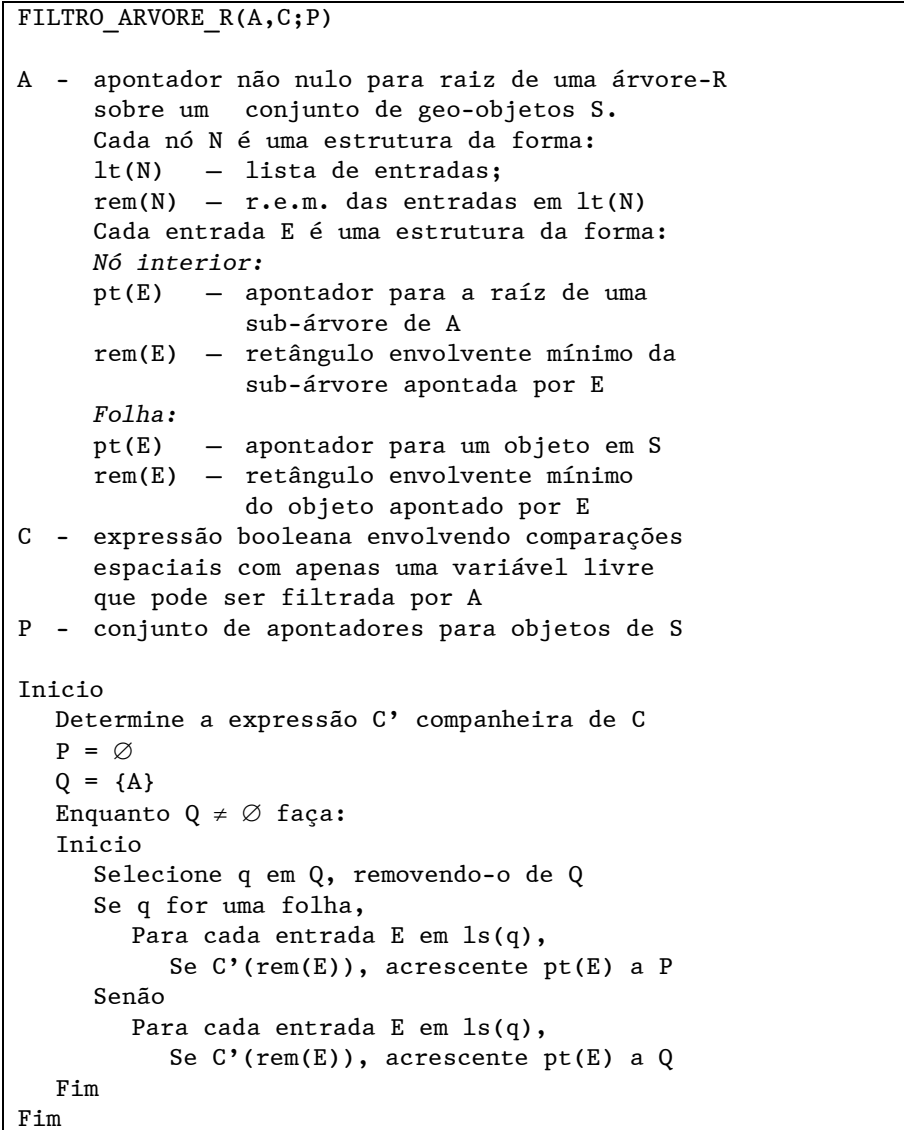 FILTRO_ARVORE_R(A,C;P)
A - apontador não nulo para raiz de uma árvore-R
sobre um conjunto de geo-objetos S.
Cada nó N é uma estrutura da forma:
lt(N) – lista de entradas;
rem(N) – r.e.m. das entradas em lt(N)
Cada entrada E é uma estrutura da forma:
Nó interior:
pt(E) – apontador para a raíz de uma
sub-árvore de A
rem(E) – retângulo envolvente mínimo da
sub-árvore apontada por E
Folha:
pt(E) – apontador para um objeto em S
rem(E) – retângulo envolvente mínimo
do objeto apontado por E
C - expressão booleana envolvendo comparações
espaciais com apenas uma variável livre
que pode ser filtrada por A
P - conjunto de apontadores para objetos de S
Inicio
Determine a expressão C’ companheira de C
P = ∅
Q = {A}
Enquanto Q ≠ ∅ faça:
Inicio
Selecione q em Q, removendo-o de Q
Se q for uma folha,
Para cada entrada E em ls(q),
Se C’(rem(E)), acrescente pt(E) a P
Senão
Para cada entrada E em ls(q),
Se C’(rem(E)), acrescente pt(E) a Q
Fim
Fim